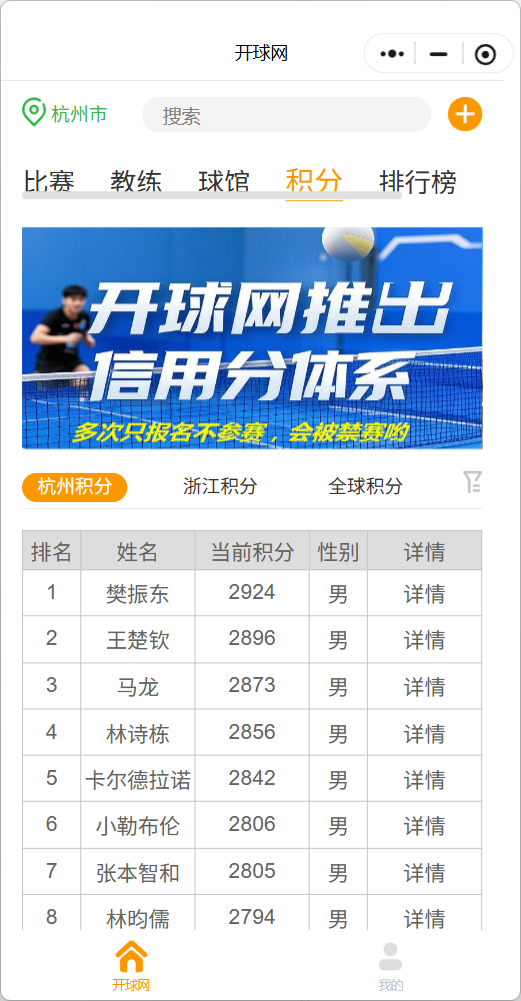 开球网
杭州市 搜索
比赛 教练 球馆 积分 排行榜
开球网推出
信用分体系
多次只报名不参赛，会被禁赛哟
杭州积分 浙江积分 全球积分
排名 姓名 当前积分 性别 详情
1 樊振东 2924 男 详情
2 王楚钦 2896 男 详情
3 马龙 2873 男 详情
4 林诗栋 2856 男 详情
5 卡尔德拉诺 2842 男 详情
6 小勒布伦 2806 男 详情
7 张本智和 2805 男 详情
8 林昀儒 2794 男 详情
开球网 我的